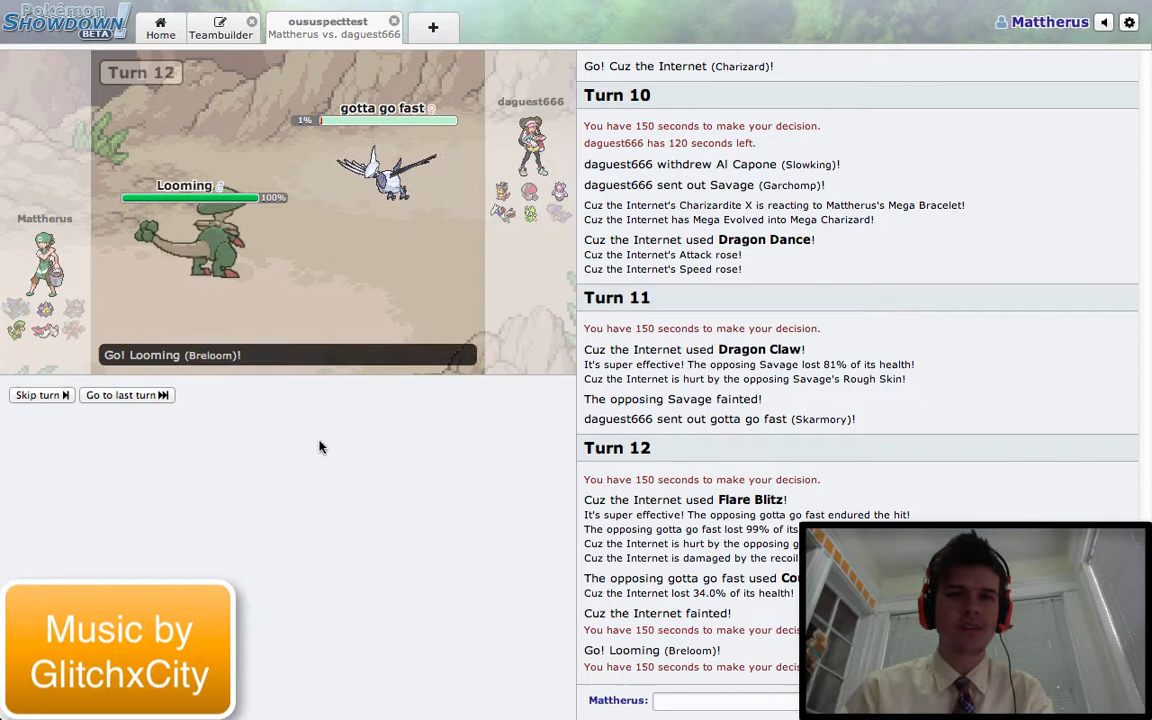 Pokémon
SHOWDOWN!
BETA
Home
Teambuilder
oususpecttest
Mattherus vs. daguest666
+
Mattherus
Turn 12
gotta go fast
1%
Looming
100%
Mattherus
daguest666
Go! Looming (Breloom)!
Skip turn
Go to last turn
Music by
GlitchxCity
Go! Cuz the Internet (Charizard)!
Turn 10
You have 150 seconds to make your decision.
daguest666 has 120 seconds left.
daguest666 withdrew Al Capone (Slowking)!
daguest666 sent out Savage (Garchomp)!
Cuz the Internet's Charizardite X is reacting to Mattherus's Mega Bracelet!
Cuz the Internet has Mega Evolved into Mega Charizard!
Cuz the Internet used Dragon Dance!
Cuz the Internet's Attack rose!
Cuz the Internet's Speed rose!
Turn 11
You have 150 seconds to make your decision.
Cuz the Internet used Dragon Claw!
It's super effective! The opposing Savage lost 81% of its health!
Cuz the Internet is hurt by the opposing Savage's Rough Skin!
The opposing Savage fainted!
daguest666 sent out gotta go fast (Skarmory)!
Turn 12
You have 150 seconds to make your decision.
Cuz the Internet used Flare Blitz!
It's super effective! The opposing gotta go fast endured the hit!
The opposing gotta go fast lost 99% of its
Cuz the Internet is hurt by the opposing g
Cuz the Internet is damaged by the recoil
The opposing gotta go fast used Cou
Cuz the Internet lost 34.0% of its health!
Cuz the Internet fainted!
You have 150 seconds to make your decis
Go! Looming (Breloom)!
You have 150 seconds to make your decis
Mattherus: